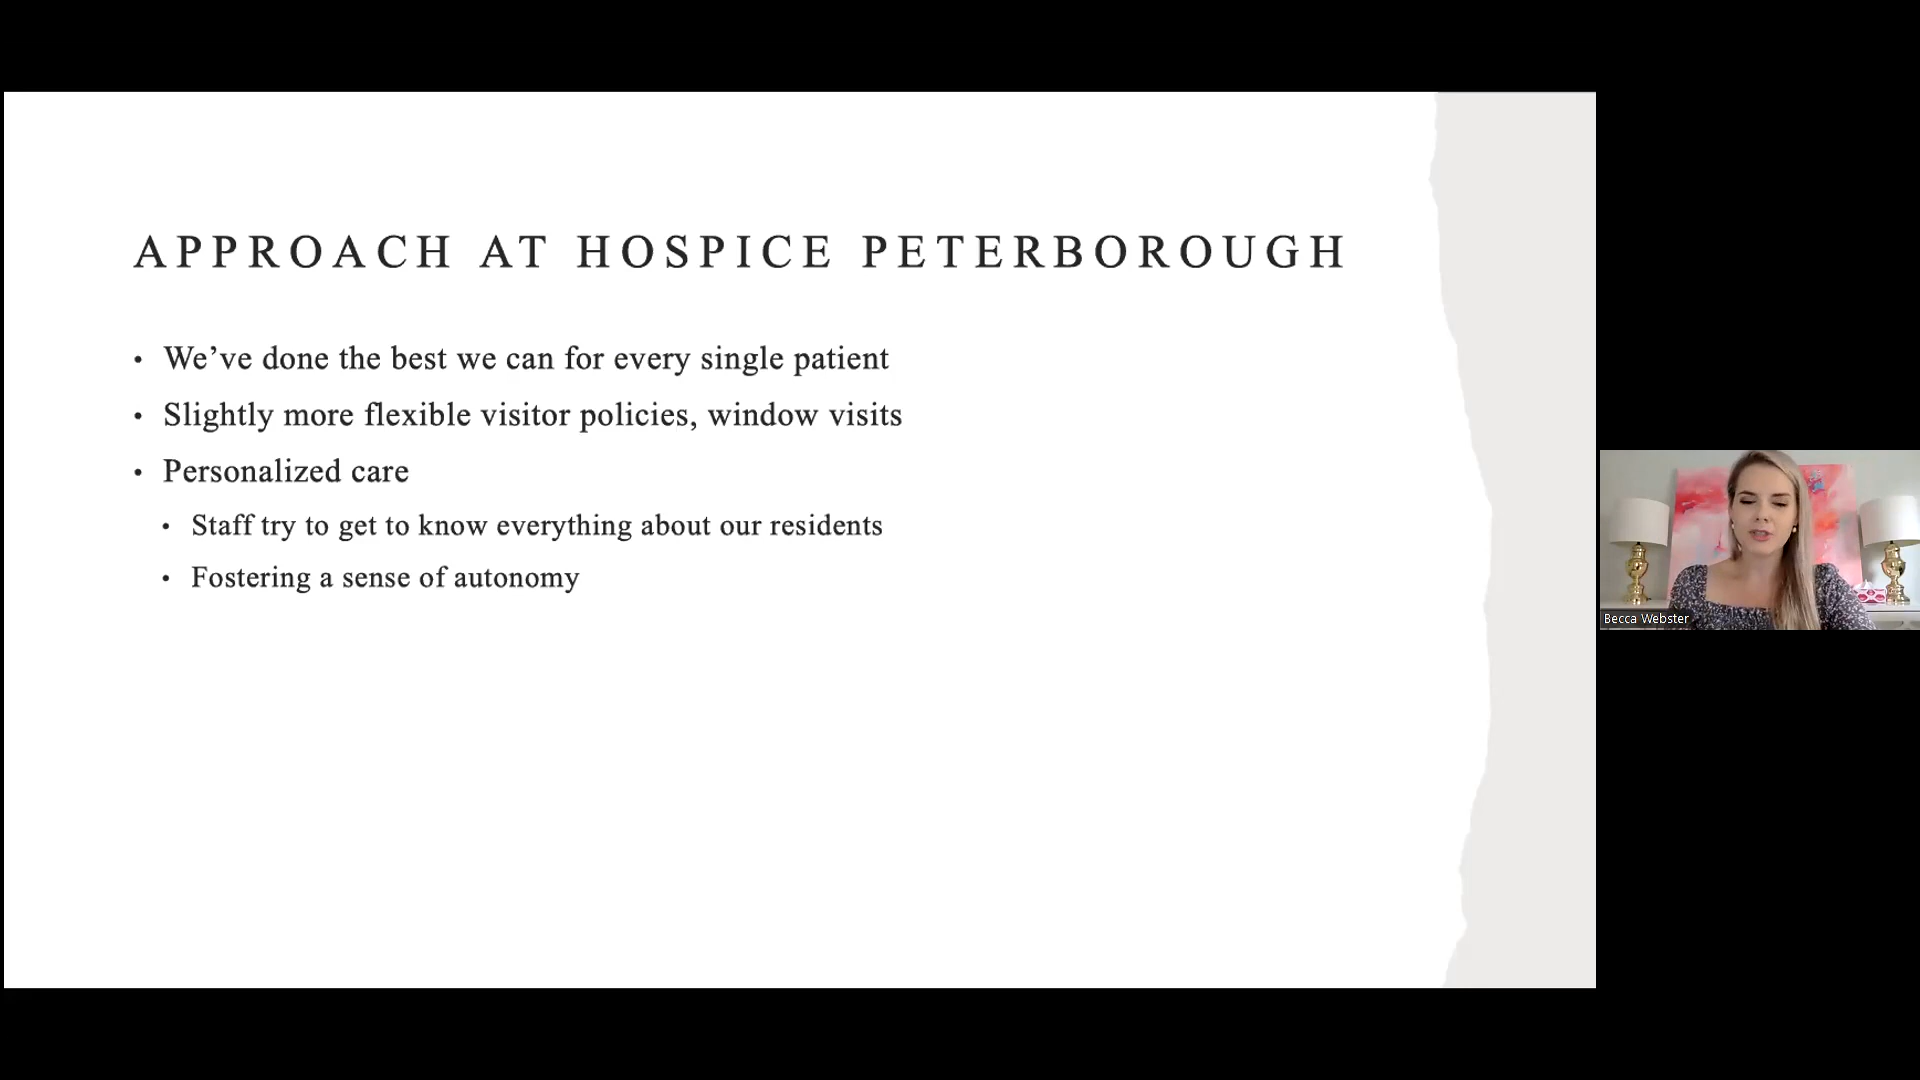 APPROACH AT HOSPICE PETERBOROUGH
• We’ve done the best we can for every single patient
• Slightly more flexible visitor policies, window visits
• Personalized care
• Staff try to get to know everything about our residents
• Fostering a sense of autonomy
Becca Webster